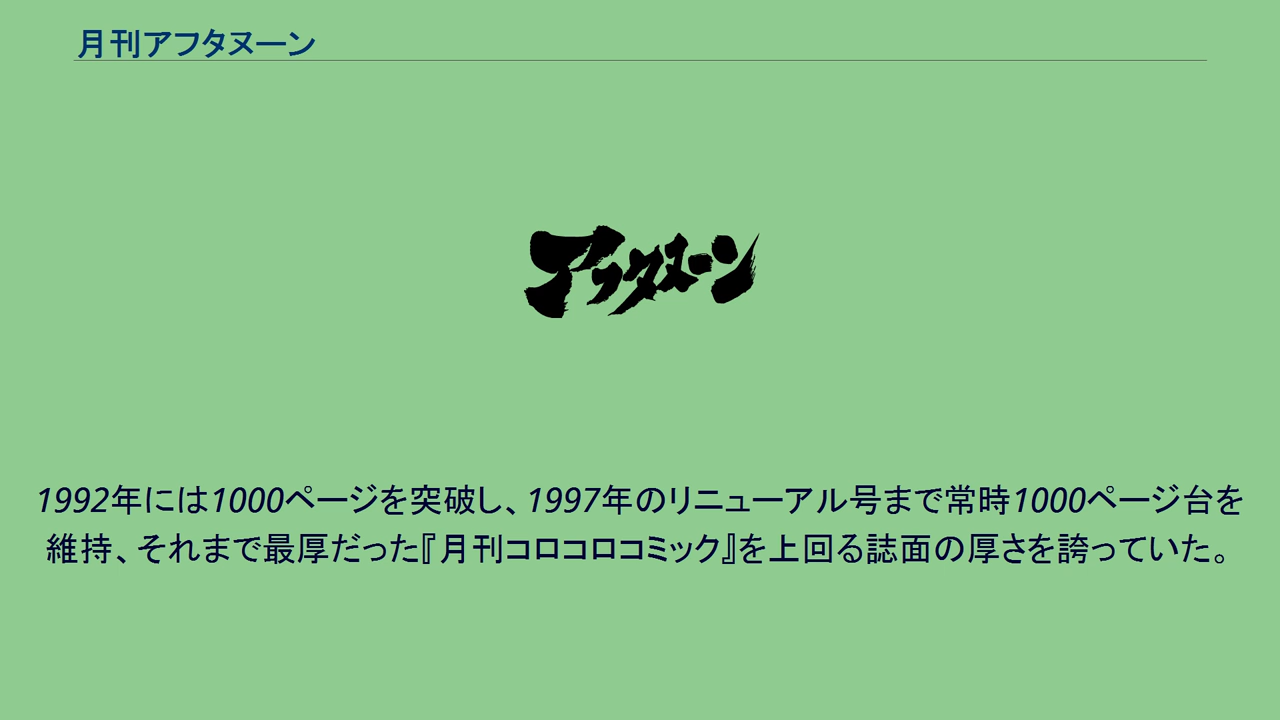 月刊アフタヌーン
アフタヌーン
1992年には1000ページを突破し、1997年のリニューアル号まで常時1000ページ台を
維持、それまで最厚だった『月刊コロコロコミック』を上回る誌面の厚さを誇っていた。